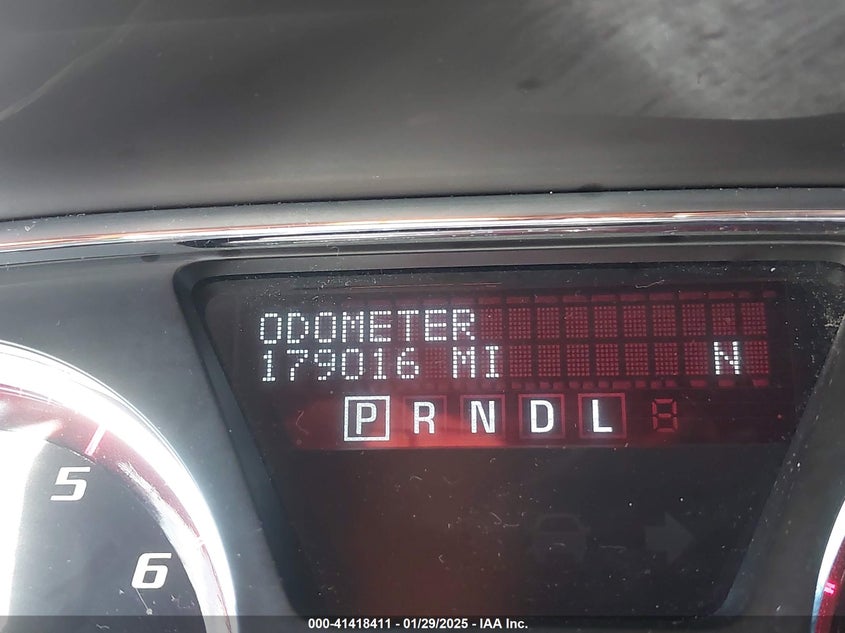 ODOMETER
179016 MI N
P R N D L 8
5
6
000-41418411 - 01/29/2025 - IAA Inc.